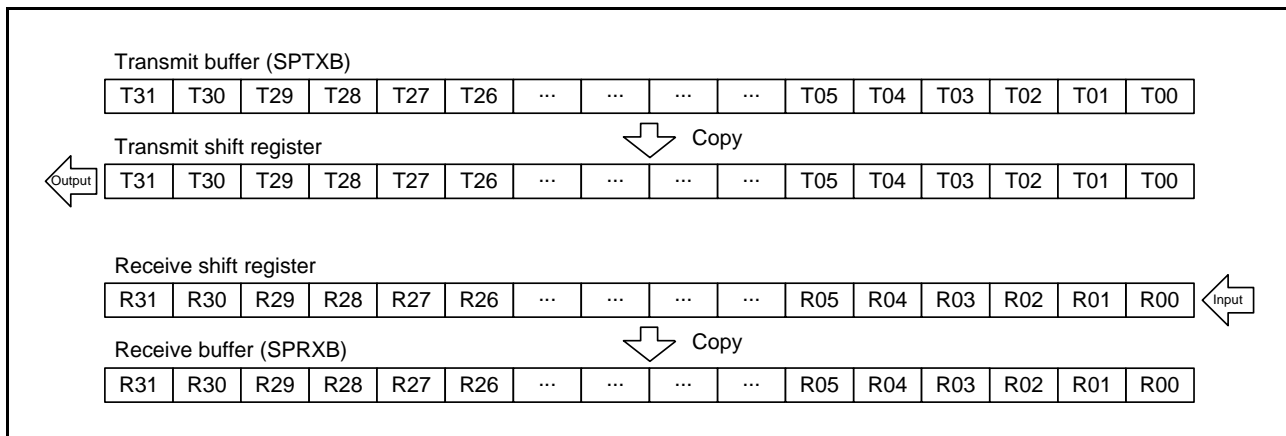 Transmit buffer (SPTXB)
T31 T30 T29 T28 T27 T26 ... ... ... ... T05 T04 T03 T02 T01 T00
Copy
Transmit shift register
Output T31 T30 T29 T28 T27 T26 ... ... ... ... T05 T04 T03 T02 T01 T00
Receive shift register
R31 R30 R29 R28 R27 R26 ... ... ... ... R05 R04 R03 R02 R01 R00 Input
Copy
Receive buffer (SPRXB)
R31 R30 R29 R28 R27 R26 ... ... ... ... R05 R04 R03 R02 R01 R00